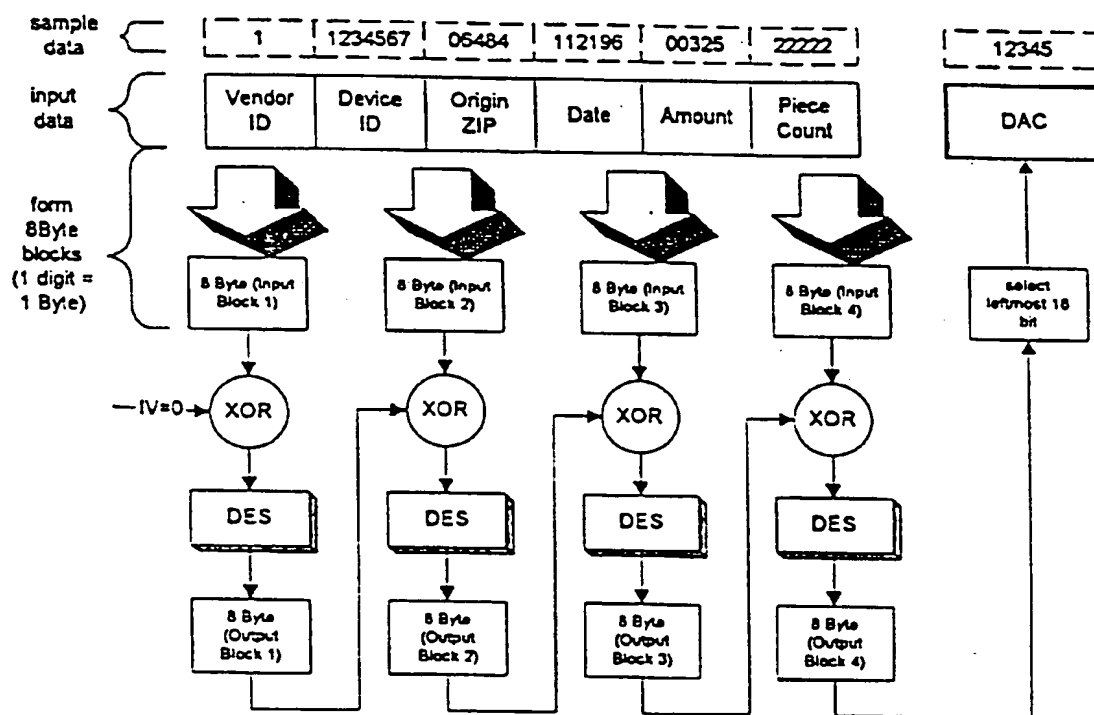 sample data
1 1234567 06484 112196 00325 22222 12345
input data
Vendor ID
Device ID
Origin ZIP
Date
Amount
Piece Count
DAC
form
8Byte
blocks
(1 digit =
1 Byte)
8 Byte (Input
Block 1)
8 Byte (Input
Block 2)
8 Byte (Input
Block 3)
8 Byte (Input
Block 4)
select
leftmost 16
bit
IV=0
XOR
XOR
XOR
XOR
DES
DES
DES
DES
8 Byte
(Output
Block 1)
8 Byte
(Output
Block 2)
8 Byte
(Output
Block 3)
8 Byte
(Output
Block 4)